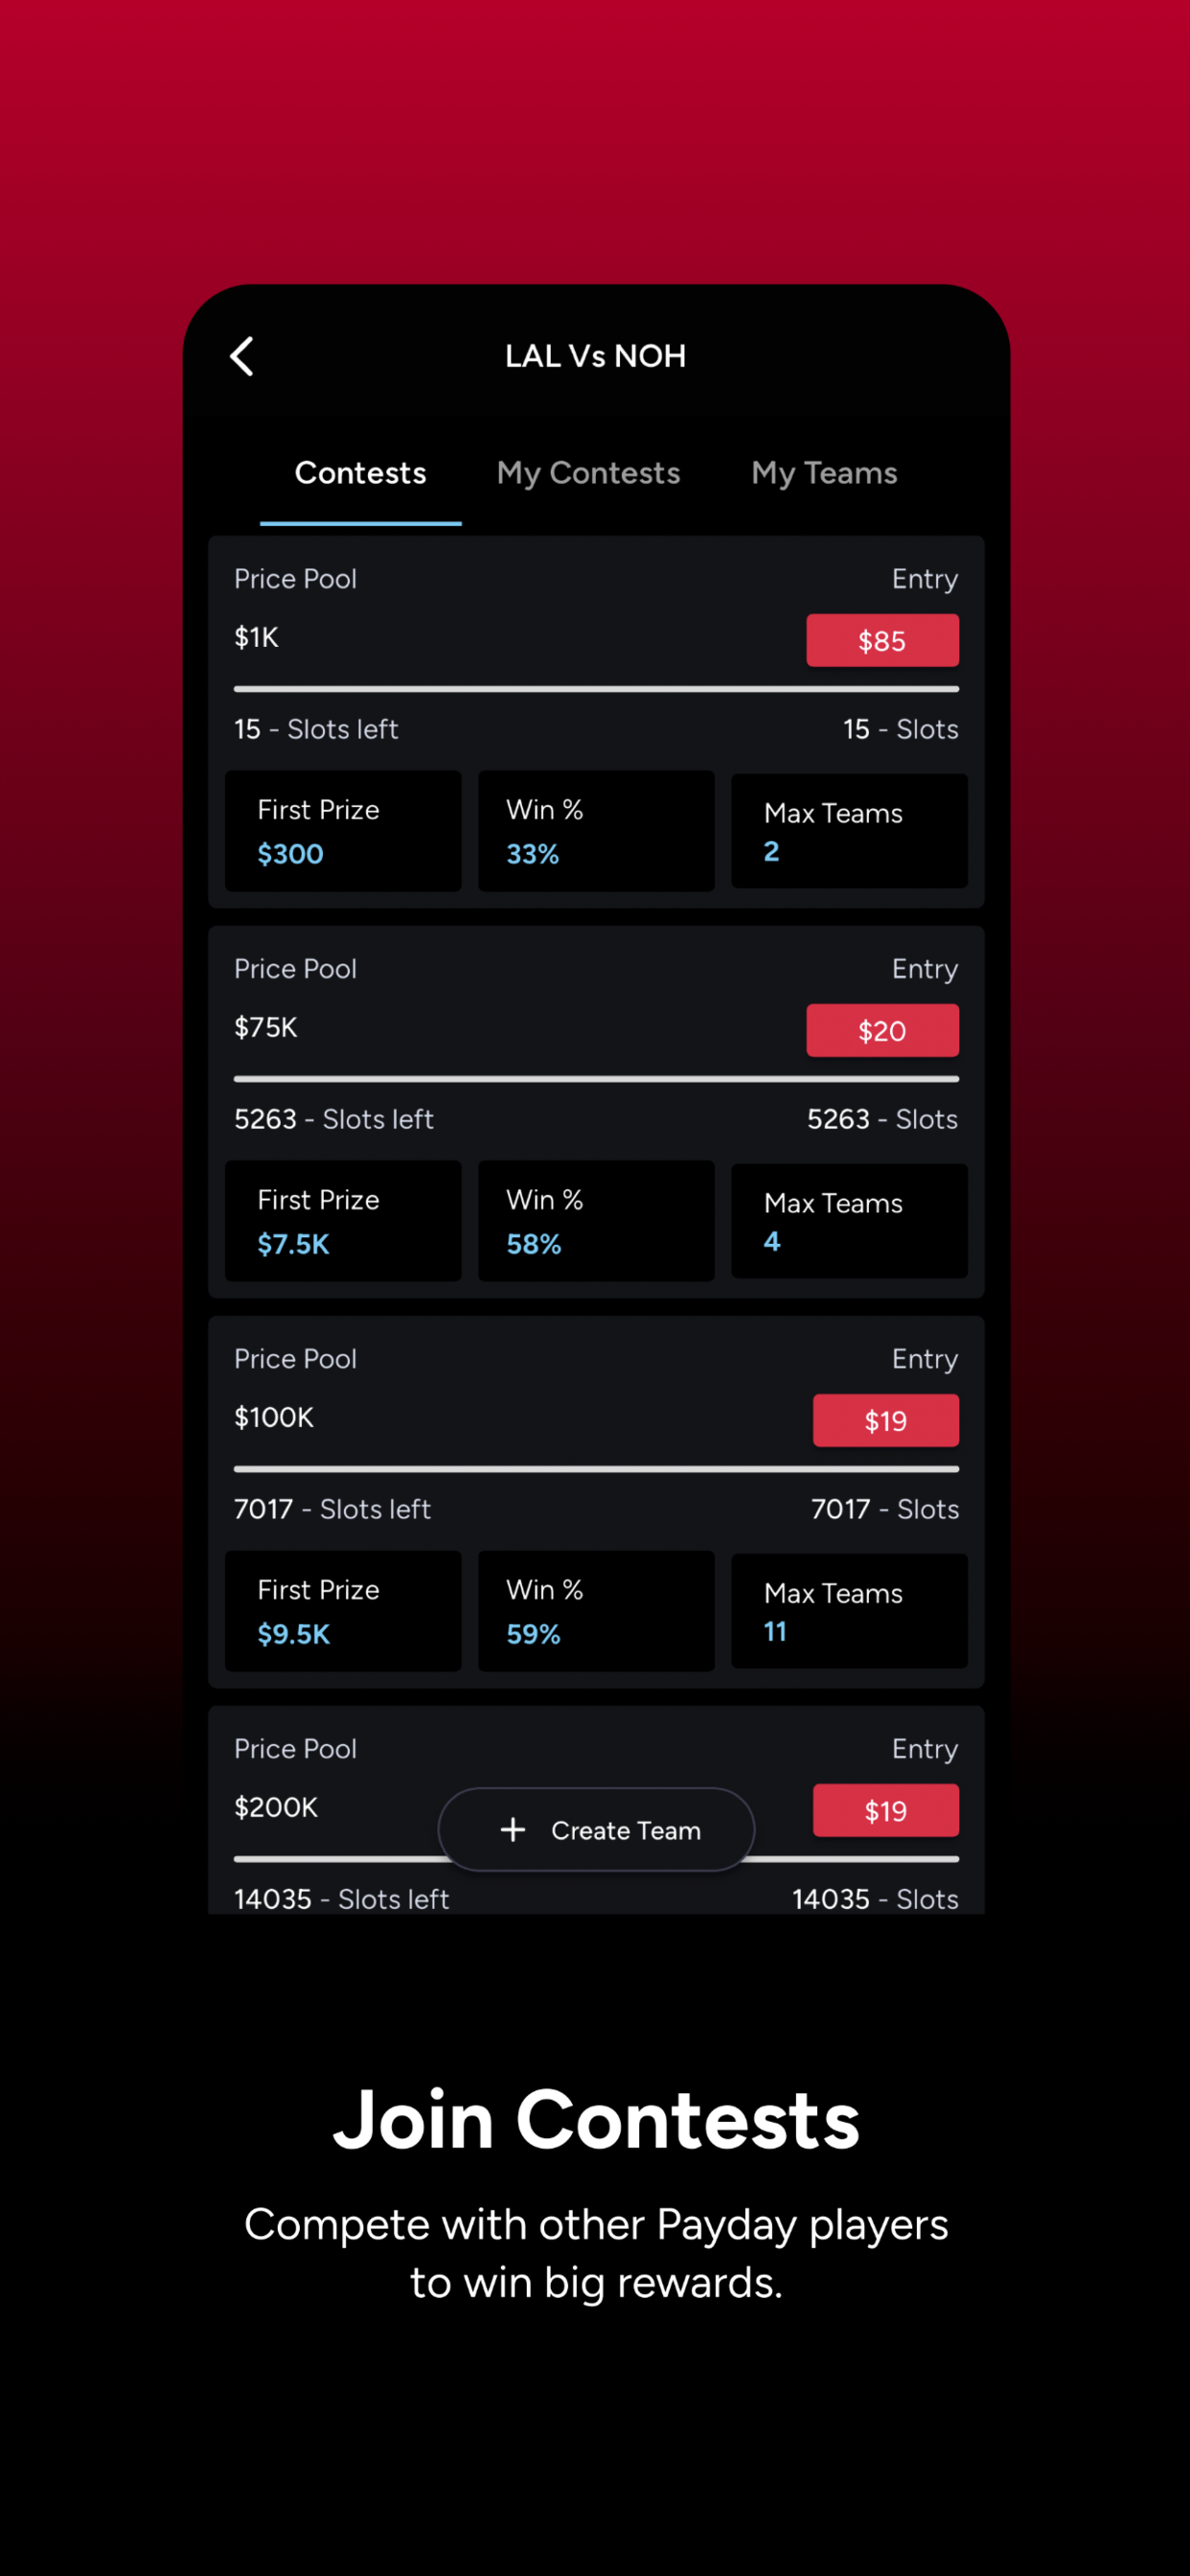 LAL Vs NOH
Contests My Contests My Teams
Price Pool Entry
$1K $85
15 - Slots left 15 - Slots
First Prize Win % Max Teams
$300 33% 2
Price Pool Entry
$75K $20
5263 - Slots left 5263 - Slots
First Prize Win % Max Teams
$7.5K 58% 4
Price Pool Entry
$100K $19
7017 - Slots left 7017 - Slots
First Prize Win % Max Teams
$9.5K 59% 11
Price Pool Entry
$200K $19
+ Create Team
14035 - Slots left 14035 - Slots
Join Contests
Compete with other Payday players
to win big rewards.